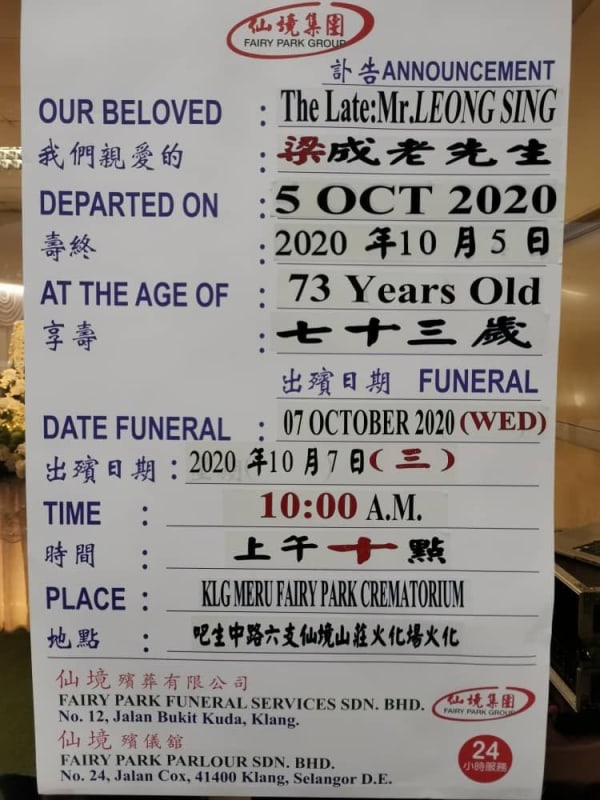 仙境集團
FAIRY PARK GROUP
訃告ANNOUNCEMENT
OUR BELOVED : The Late:Mr.LEONG SING
我們親愛的 : 梁成老先生
DEPARTED ON : 5 OCT 2020
壽終 : 2020 年10 月5 日
AT THE AGE OF : 73 Years Old
享壽 : 七十三歲
出殯日期 FUNERAL
DATE FUNERAL : 07 OCTOBER 2020 (WED)
出殯日期 : 2020 年10 月7 日(三)
TIME : 10:00 A.M.
時間 : 上午十點
PLACE : KLG MERU FAIRY PARK CREMATORIUM
地點 : 吧生中路六支仙境山莊火化場火化
仙境殯葬有限公司
FAIRY PARK FUNERAL SERVICES SDN. BHD.
No. 12, Jalan Bukit Kuda, Klang.
仙境集團
FAIRY PARK GROUP
仙境殯儀舘
FAIRY PARK PARLOUR SDN. BHD.
No. 24, Jalan Cox, 41400 Klang, Selangor D.E.
24
小時服務